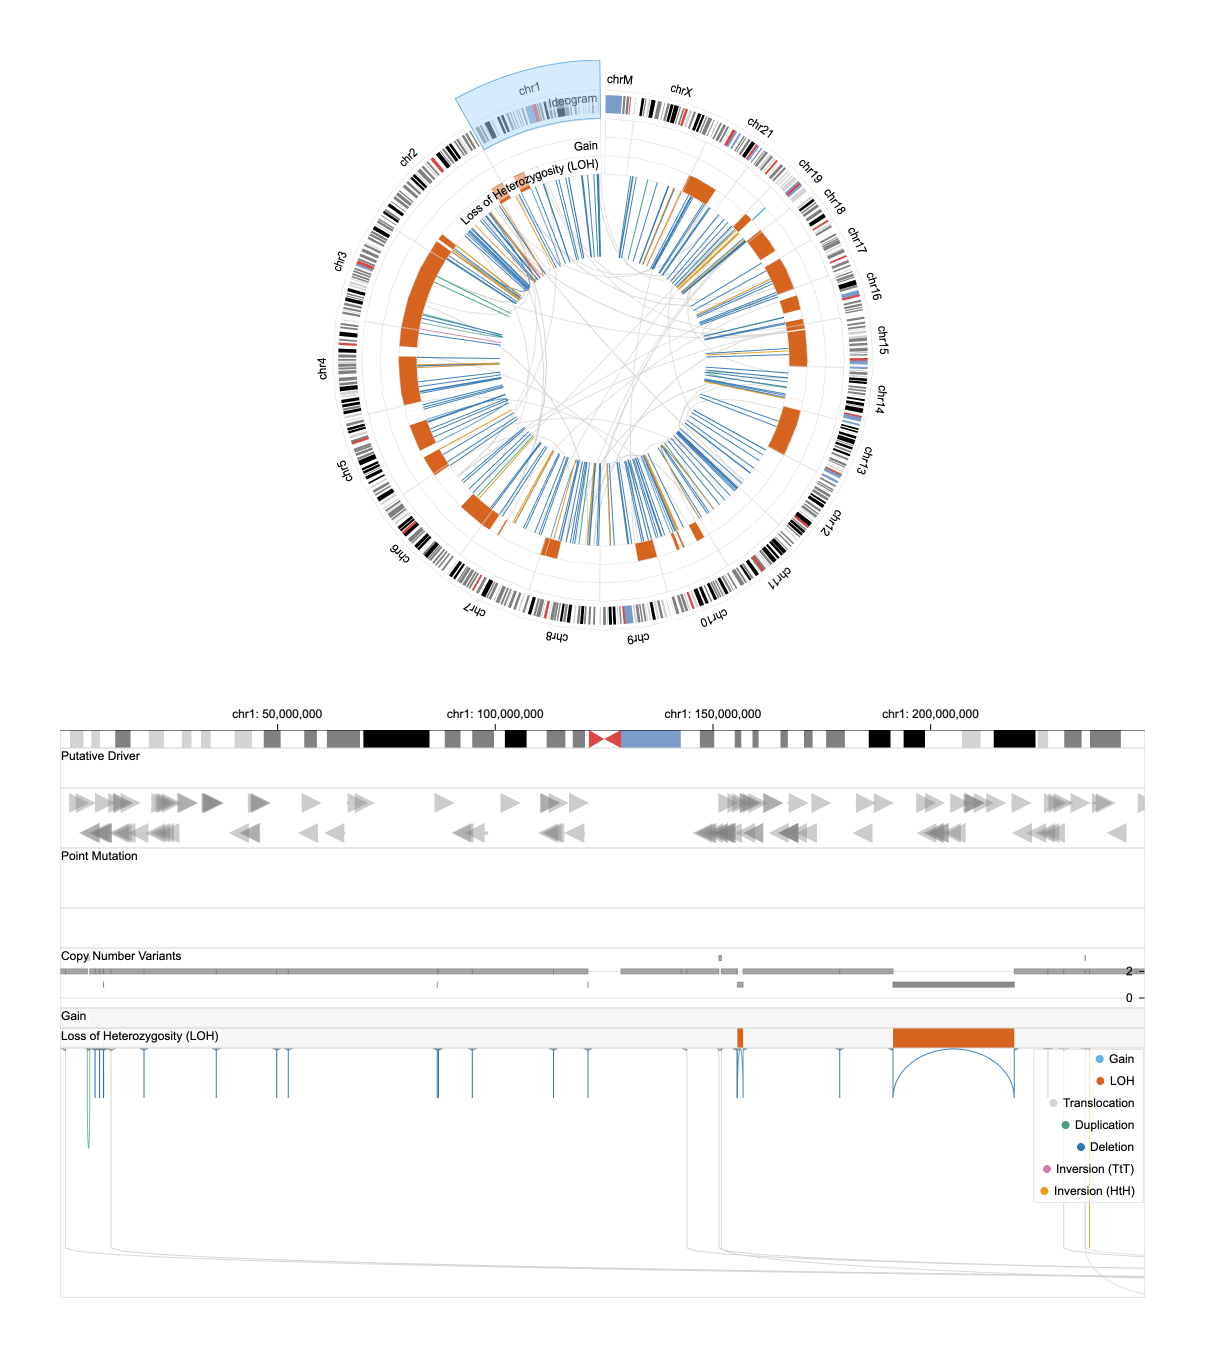 chrM
chrX
chr21
chr19
chr18
chr17
chr16
chr15
chr14
chr13
chr12
chr11
chr10
chr9
chr8
chr7
chr6
chr5
chr4
chr3
chr2
chr1
Ideogram
Gain
Loss of Heterozygosity (LOH)
chr1: 50,000,000
chr1: 100,000,000
chr1: 150,000,000
chr1: 200,000,000
Putative Driver
Point Mutation
Copy Number Variants
2
0
Gain
Loss of Heterozygosity (LOH)
Gain
LOH
Translocation
Duplication
Deletion
Inversion (TtT)
Inversion (HtH)